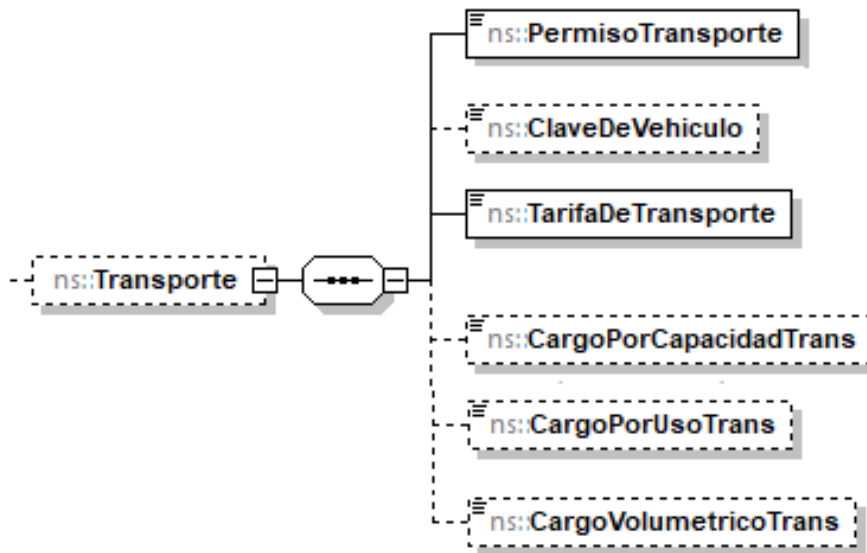 ns::PermisoTransporte
ns::ClaveDeVehiculo
ns::TarifaDeTransporte
ns::Transporte
ns::CargoPorCapacidadTrans
ns::CargoPorUsoTrans
ns::CargoVolumetricoTrans